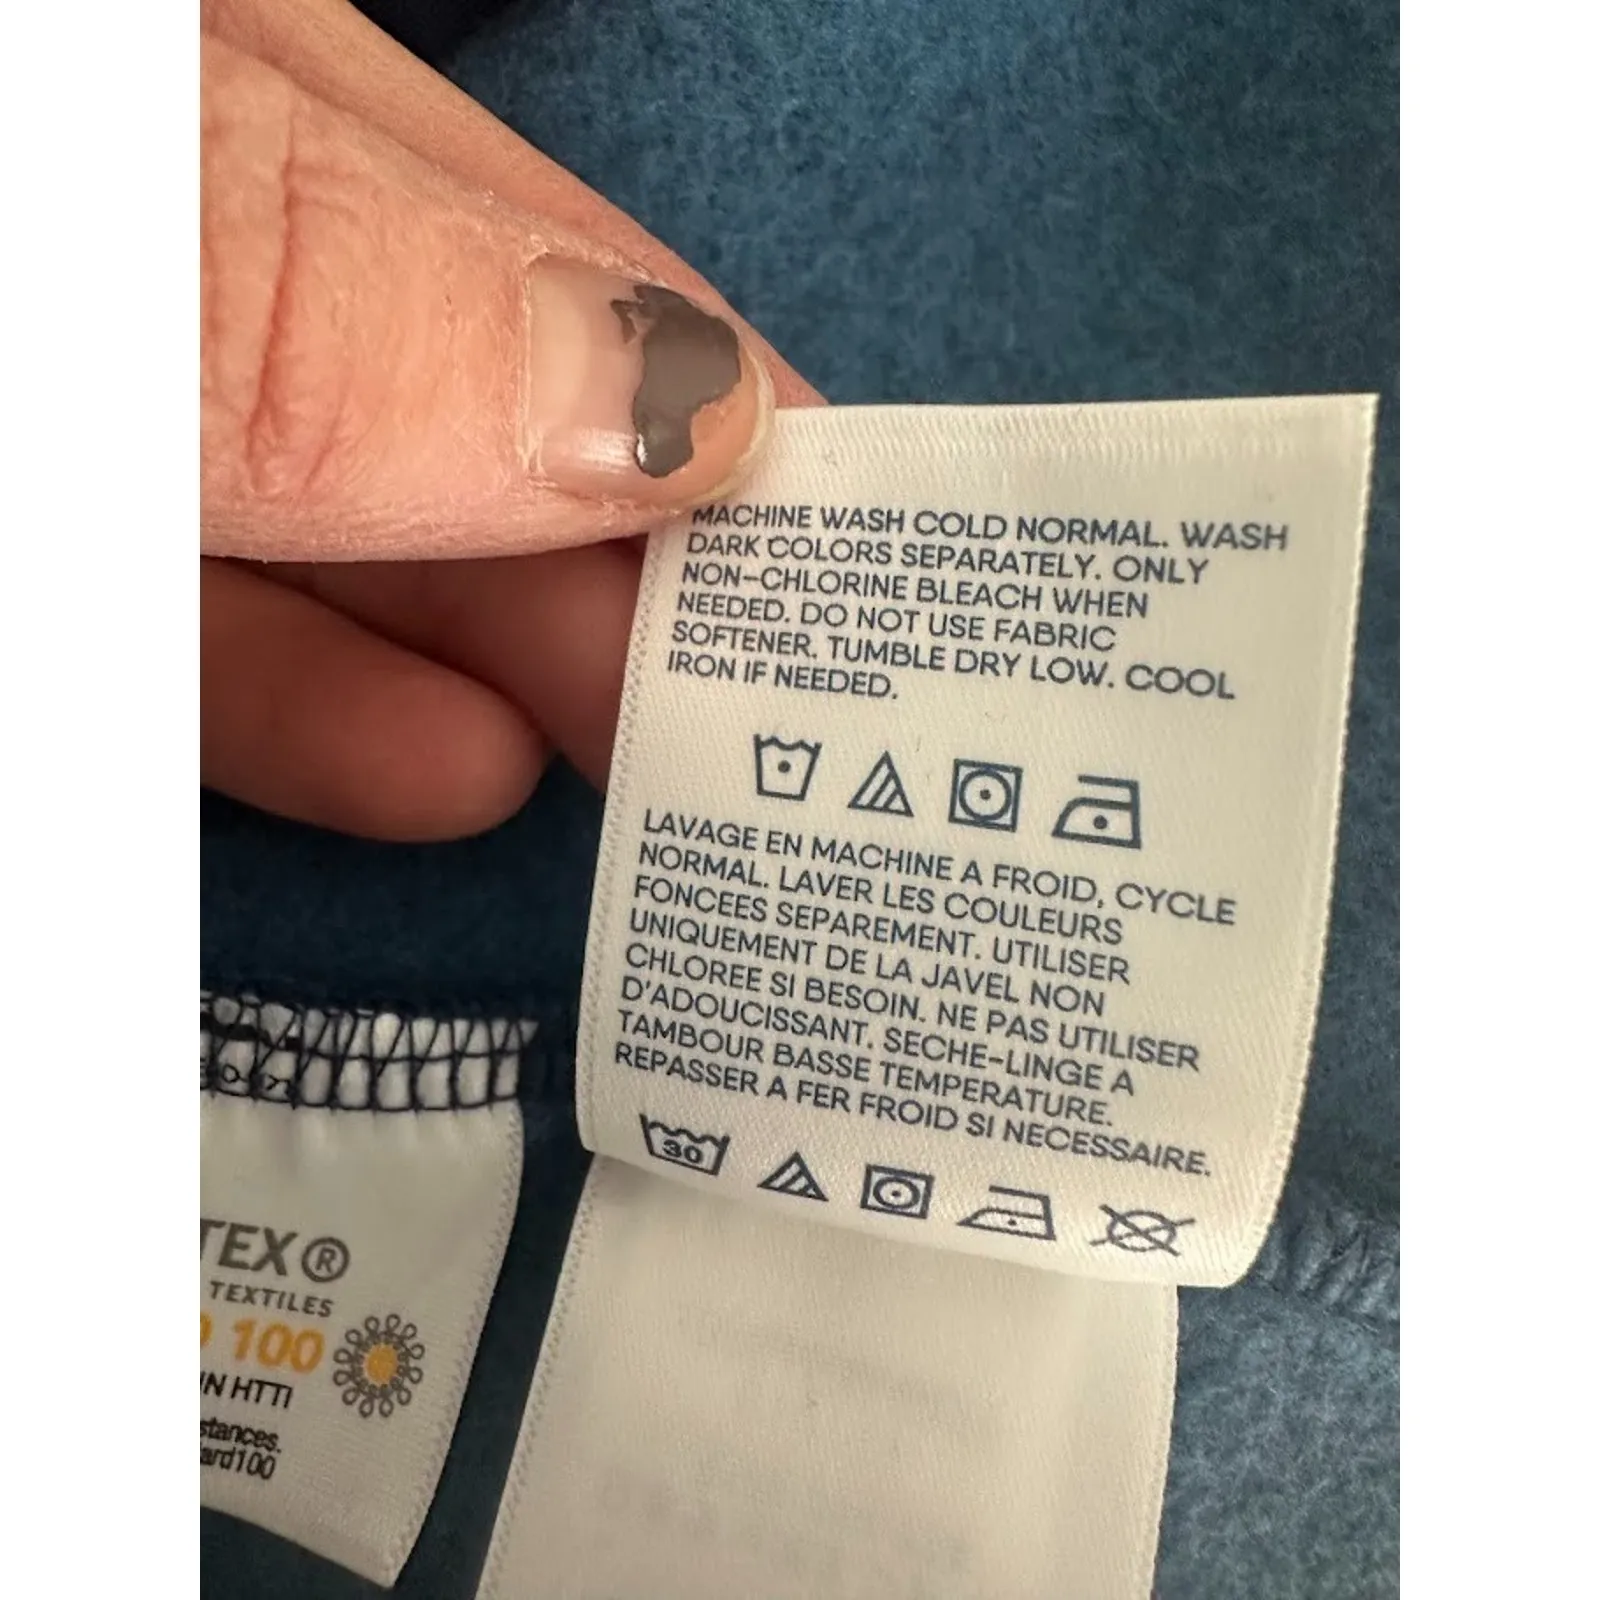 MACHINE WASH COLD NORMAL. WASH
DARK COLORS SEPARATELY. ONLY
NON-CHLORINE BLEACH WHEN
NEEDED. DO NOT USE FABRIC
SOFTENER. TUMBLE DRY LOW. COOL
IRON IF NEEDED.
LAVAGE EN MACHINE A FROID, CYCLE
NORMAL. LAVER LES COULEURS
FONCEES SEPAREMENT. UTILISER
UNIQUEMENT DE LA JAVEL NON
CHLOREE SI BESOIN. NE PAS UTILISER
D'ADOUCISSANT. SECHE-LINGE A
TAMBOUR BASSE TEMPERATURE.
REPASSER A FER FROID SI NECESSAIRE.
30
TEX®
TEXTILES
100
IN HTTI
stances.
ard100